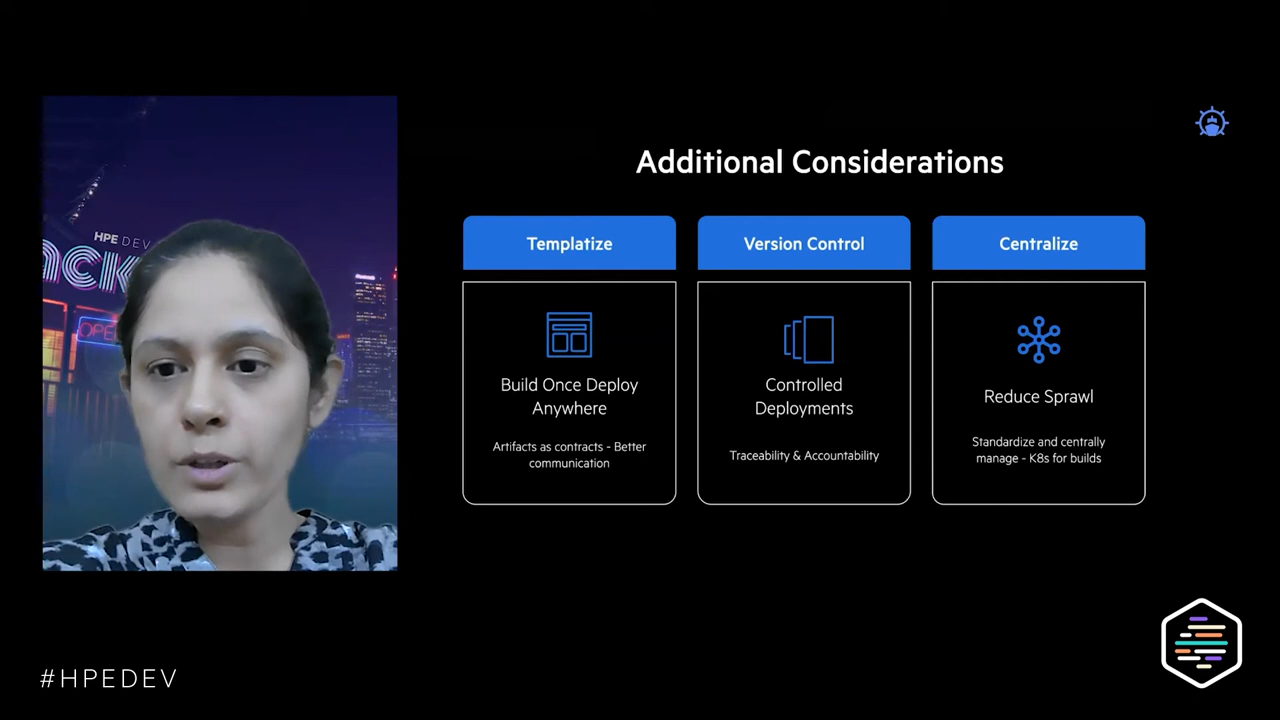 HPE DEV
OPE
Additional Considerations
Templatize
Build Once Deploy
Anywhere
Artifacts as contracts - Better
communication
Version Control
Controlled
Deployments
Traceability & Accountability
Centralize
Reduce Sprawl
Standardize and centrally
manage - K8s for builds
#HPEDEV